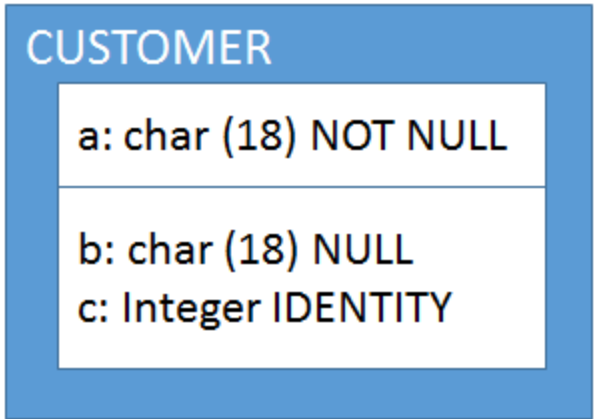 CUSTOMER
a: char (18) NOT NULL
b: char (18) NULL
c: Integer IDENTITY